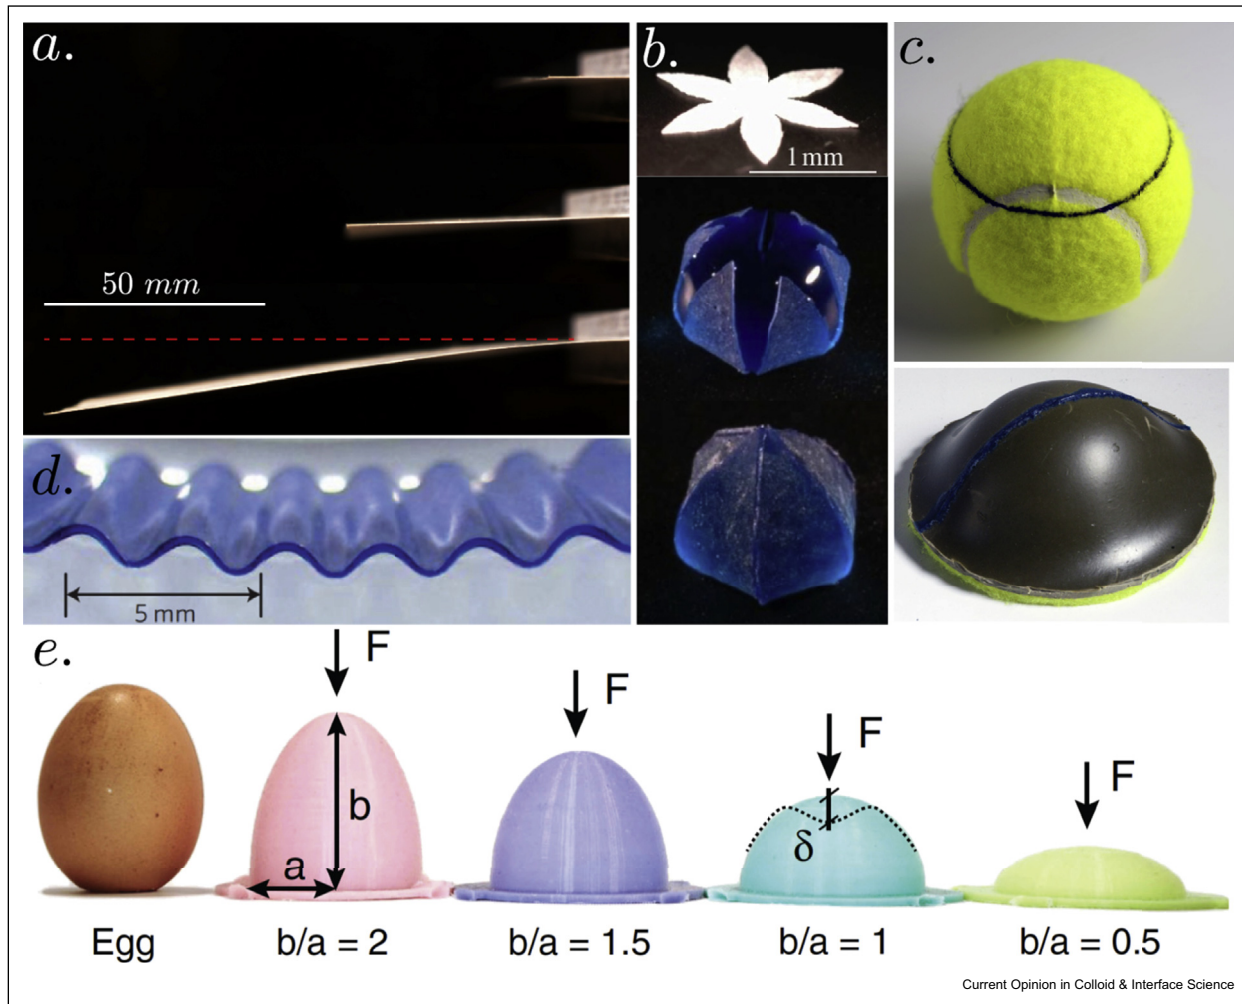 a.
50 mm
b.
1 mm
c.
d.
5 mm
e.
F
F
F
F
b
a
δ
Egg
b/a = 2
b/a = 1.5
b/a = 1
b/a = 0.5
Current Opinion in Colloid & Interface Science